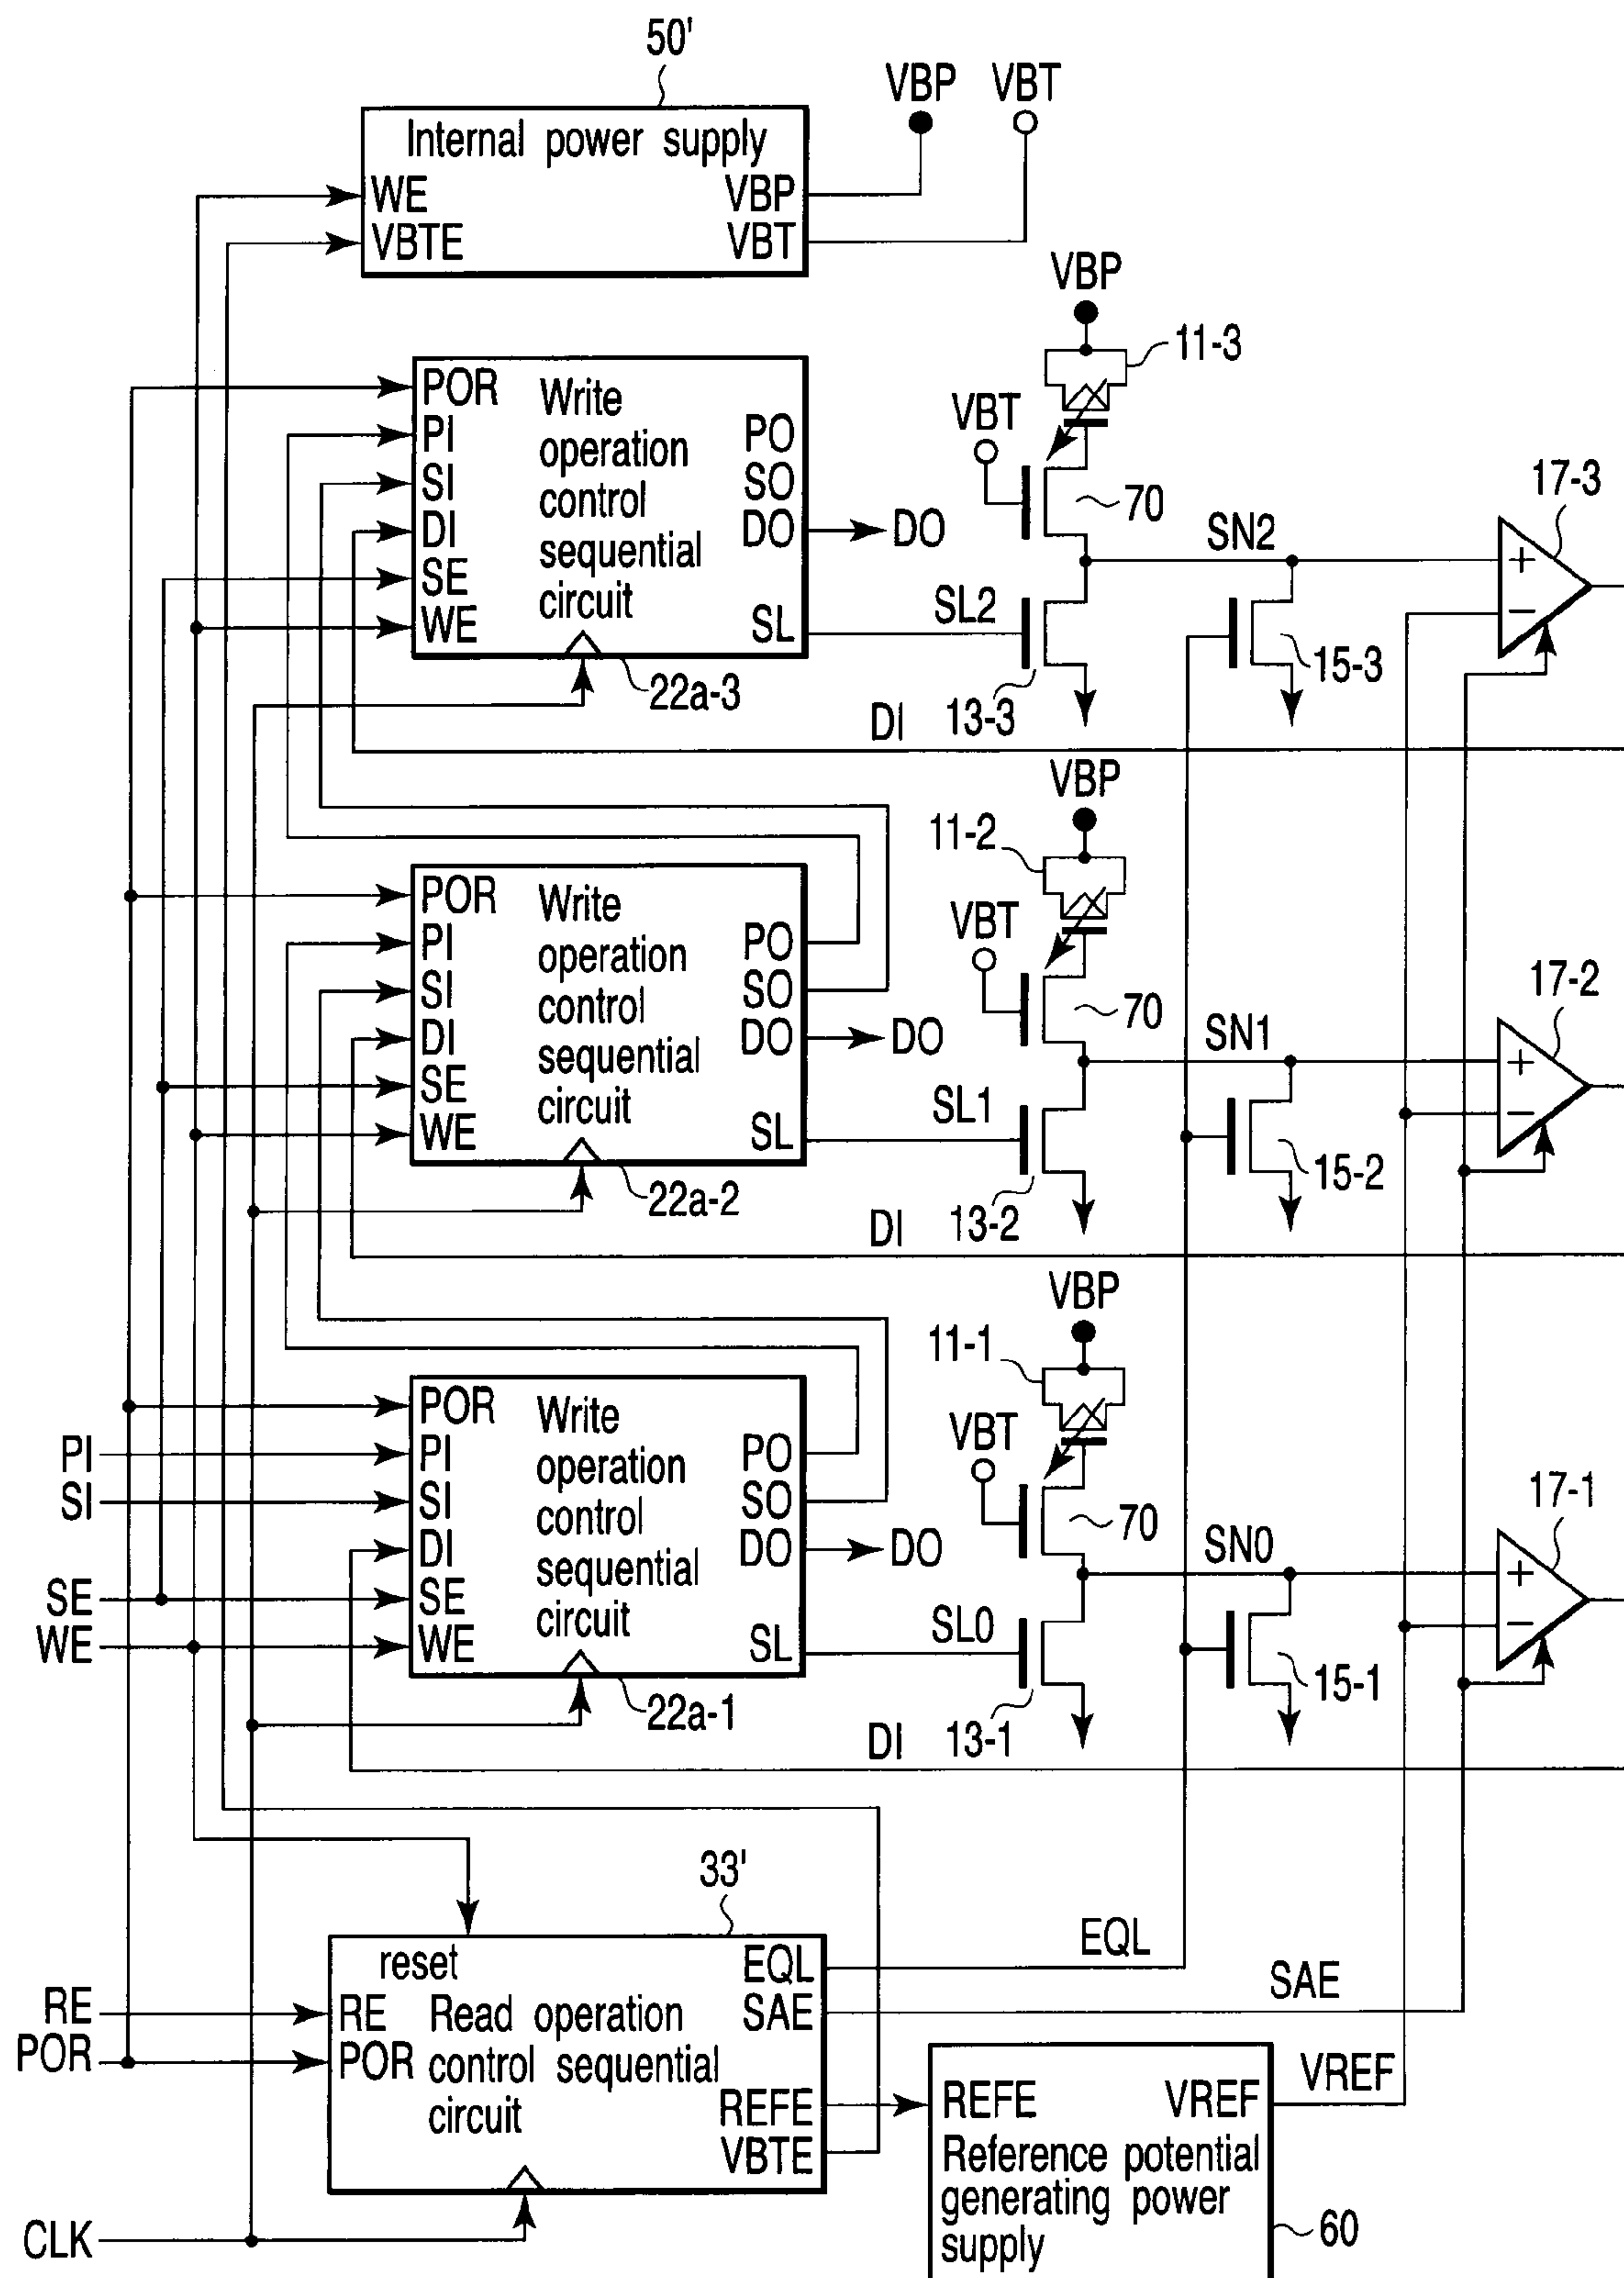 50'
VBP VBT
Internal power supply
WE VBP
VBTE VBT
VBP
11-3
POR Write
operation
control
sequential
circuit
PI PO
SI SO
DI DO DO
SE
WE SL SL2
VBT
70
SN2
17-3
+
−
15-3
22a-3
13-3
DI
VBP
11-2
POR Write
operation
control
sequential
circuit
PI PO
SI SO
DI DO DO
SE
WE SL SL1
VBT
70
SN1
17-2
+
−
15-2
22a-2
13-2
DI
VBP
11-1
POR Write
operation
control
sequential
circuit
PI PI PO
SI SI SO
DI DO DO
SE SE
WE WE SL SL0
VBT
70
SN0
17-1
+
−
15-1
22a-1
13-1
DI
33'
reset EQL EQL
RE RE Read operation
control sequential
circuit
SAE SAE
POR POR
REFE
VBTE
REFE VREF VREF
Reference potential
generating power
supply
60
CLK